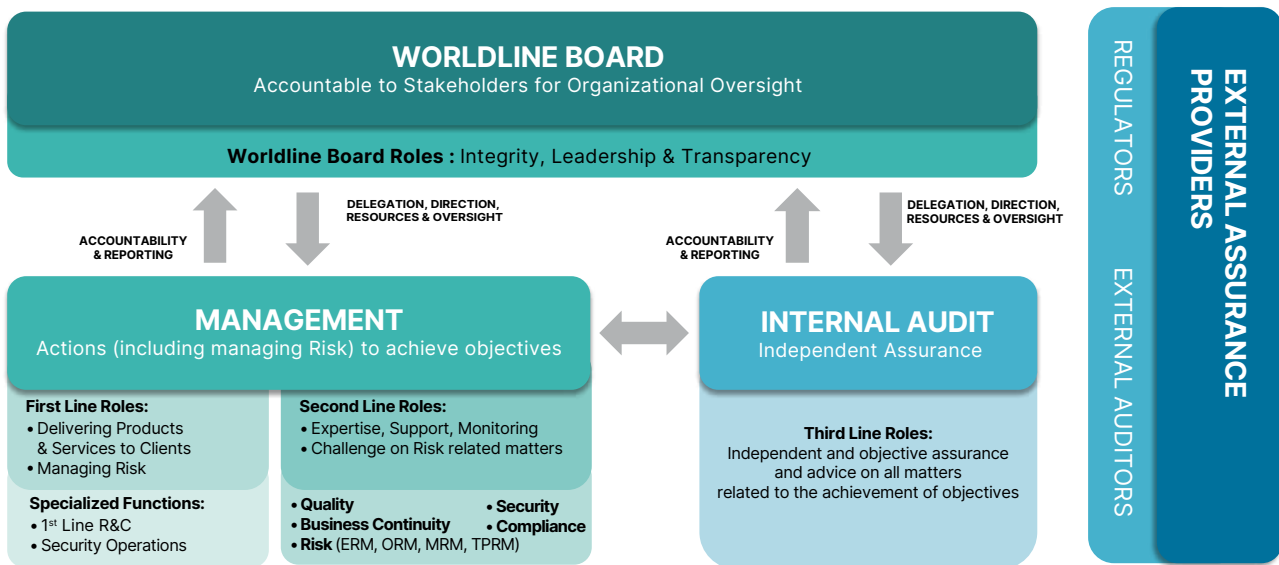 WORLDLINE BOARD
Accountable to Stakeholders for Organizational Oversight
Worldline Board Roles : Integrity, Leadership & Transparency
ACCOUNTABILITY
& REPORTING
DELEGATION, DIRECTION,
RESOURCES & OVERSIGHT
ACCOUNTABILITY
& REPORTING
DELEGATION, DIRECTION,
RESOURCES & OVERSIGHT
MANAGEMENT
Actions (including managing Risk) to achieve objectives
First Line Roles:
• Delivering Products
& Services to Clients
• Managing Risk
Specialized Functions:
• 1st Line R&C
• Security Operations
Second Line Roles:
• Expertise, Support, Monitoring
• Challenge on Risk related matters
• Quality
• Business Continuity
• Risk (ERM, ORM, MRM, TPRM)
• Security
• Compliance
INTERNAL AUDIT
Independent Assurance
Third Line Roles:
Independent and objective assurance
and advice on all matters
related to the achievement of objectives
REGULATORS
EXTERNAL AUDITORS
EXTERNAL ASSURANCE
PROVIDERS